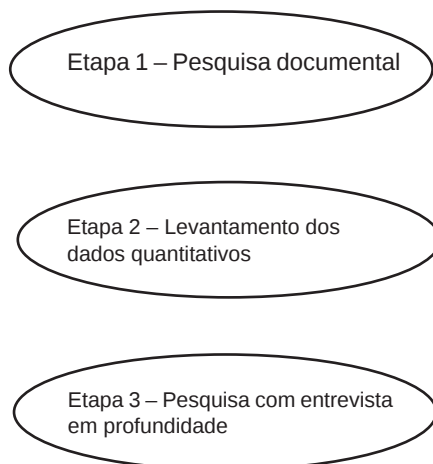 Etapa 1 – Pesquisa documental
Etapa 2 – Levantamento dos
dados quantitativos
Etapa 3 – Pesquisa com entrevista
em profundidade